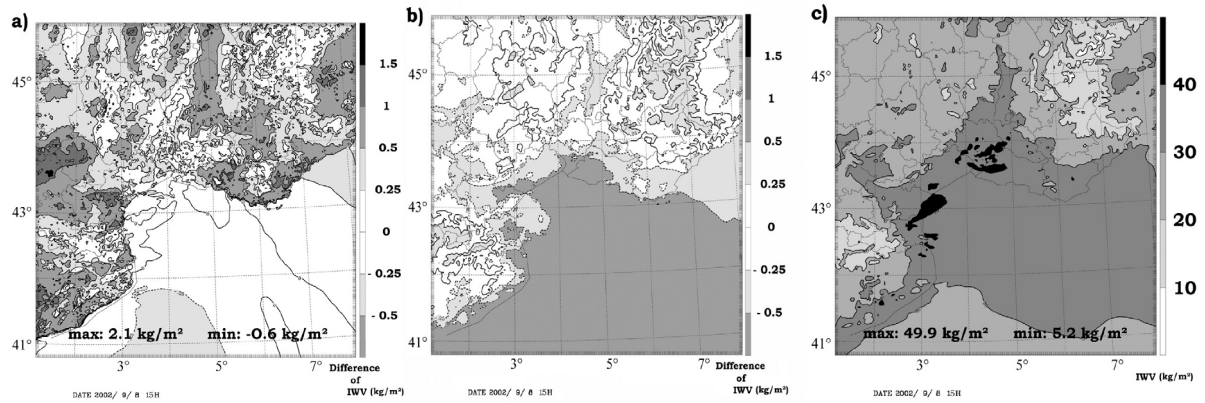 a)
45°
43°
41°
3°
5°
7°
max: 2.1 kg/m²
min: -0.6 kg/m²
1.5
1
0.5
0.25
0
- 0.25
- 0.5
Difference
of
IWV (kg/m²)
DATE 2002/ 9/ 8 15H
b)
45°
43°
41°
3°
5°
7°
1.5
1
0.5
0.25
0
-0.25
-0.5
Difference
of
IWV (kg/m²)
DATE 2002/ 9/ 8 15H
c)
45°
43°
41°
3°
5°
7°
max: 49.9 kg/m²
min: 5.2 kg/m²
40
30
20
10
IWV (kg/m²)
DATE 2002/ 9/ 8 15H